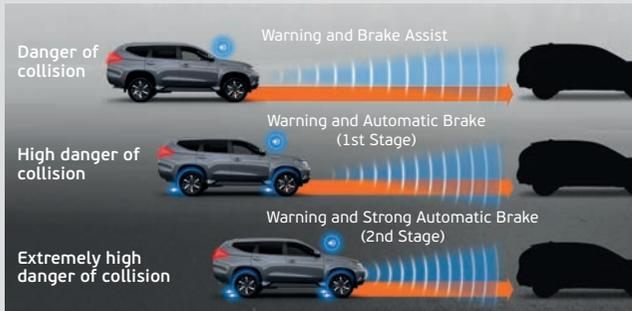 Warning and Brake Assist
Danger of
collision
Warning and Automatic Brake
(1st Stage)
High danger of
collision
Warning and Strong Automatic Brake
(2nd Stage)
Extremely high
danger of collision